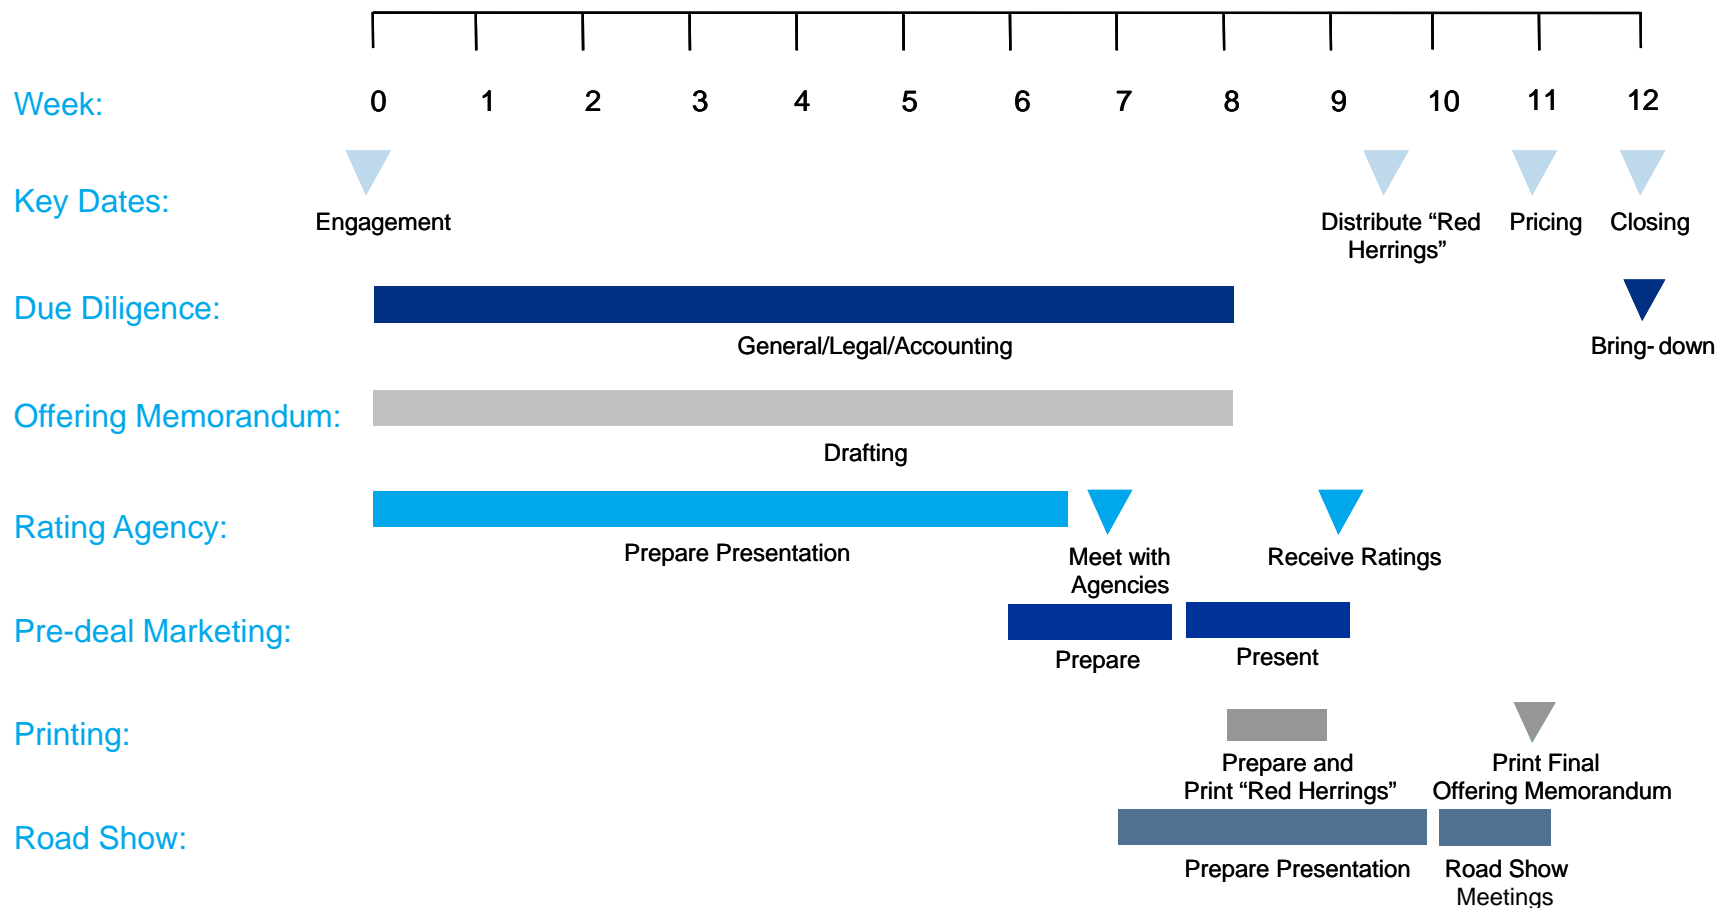 Week:
0 1 2 3 4 5 6 7 8 9 10 11 12
Key Dates:
Engagement
Distribute “Red
Herrings”
Pricing
Closing
Due Diligence:
General/Legal/Accounting
Bring- down
Offering Memorandum:
Drafting
Rating Agency:
Prepare Presentation
Meet with
Agencies
Receive Ratings
Pre-deal Marketing:
Prepare
Present
Printing:
Prepare and
Print “Red Herrings”
Print Final
Offering Memorandum
Road Show:
Prepare Presentation
Road Show
Meetings